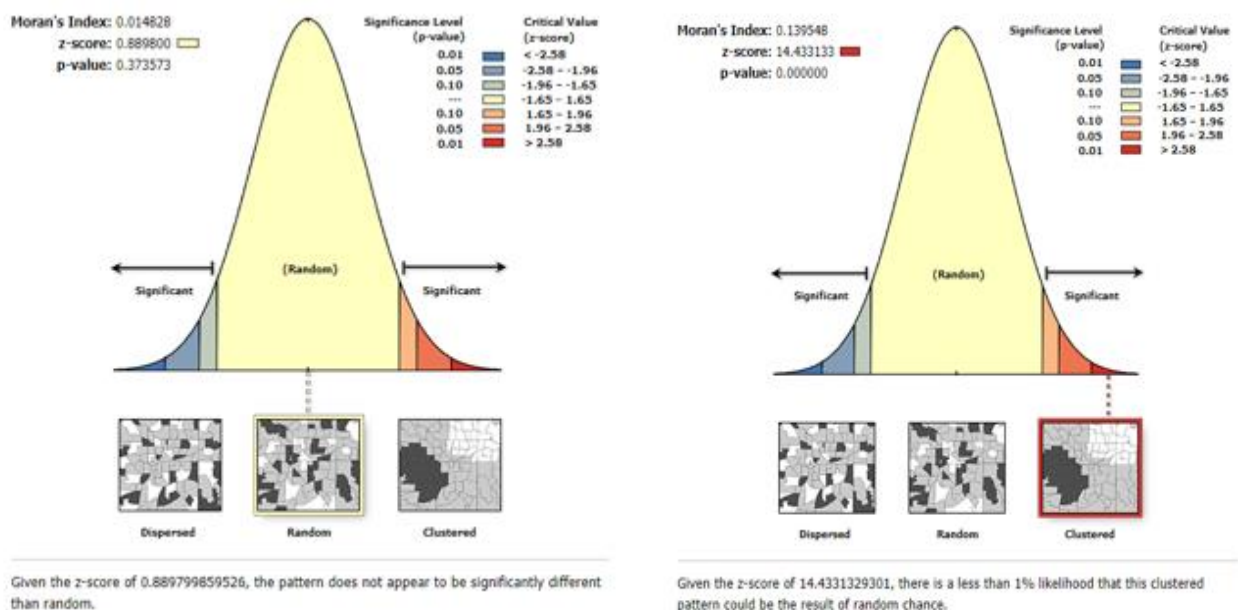 Moran's Index: 0.014828
z-score: 0.889800
p-value: 0.373573
Significance Level
(p-value)
Critical Value
(z-score)
0.01 < -2.58
0.05 -2.58 - -1.96
0.10 -1.96 - -1.65
--- -1.65 - 1.65
0.10 1.65 - 1.96
0.05 1.96 - 2.58
0.01 > 2.58
(Random)
Significant
Significant
Dispersed
Random
Clustered
Given the z-score of 0.889799859526, the pattern does not appear to be significantly different
than random.
Moran's Index: 0.139548
z-score: 14.433133
p-value: 0.000000
Significance Level
(p-value)
Critical Value
(z-score)
0.01 < -2.58
0.05 -2.58 - -1.96
0.10 -1.96 - -1.65
--- -1.65 - 1.65
0.10 1.65 - 1.96
0.05 1.96 - 2.58
0.01 > 2.58
(Random)
Significant
Significant
Dispersed
Random
Clustered
Given the z-score of 14.4331329301, there is a less than 1% likelihood that this clustered
pattern could be the result of random chance.